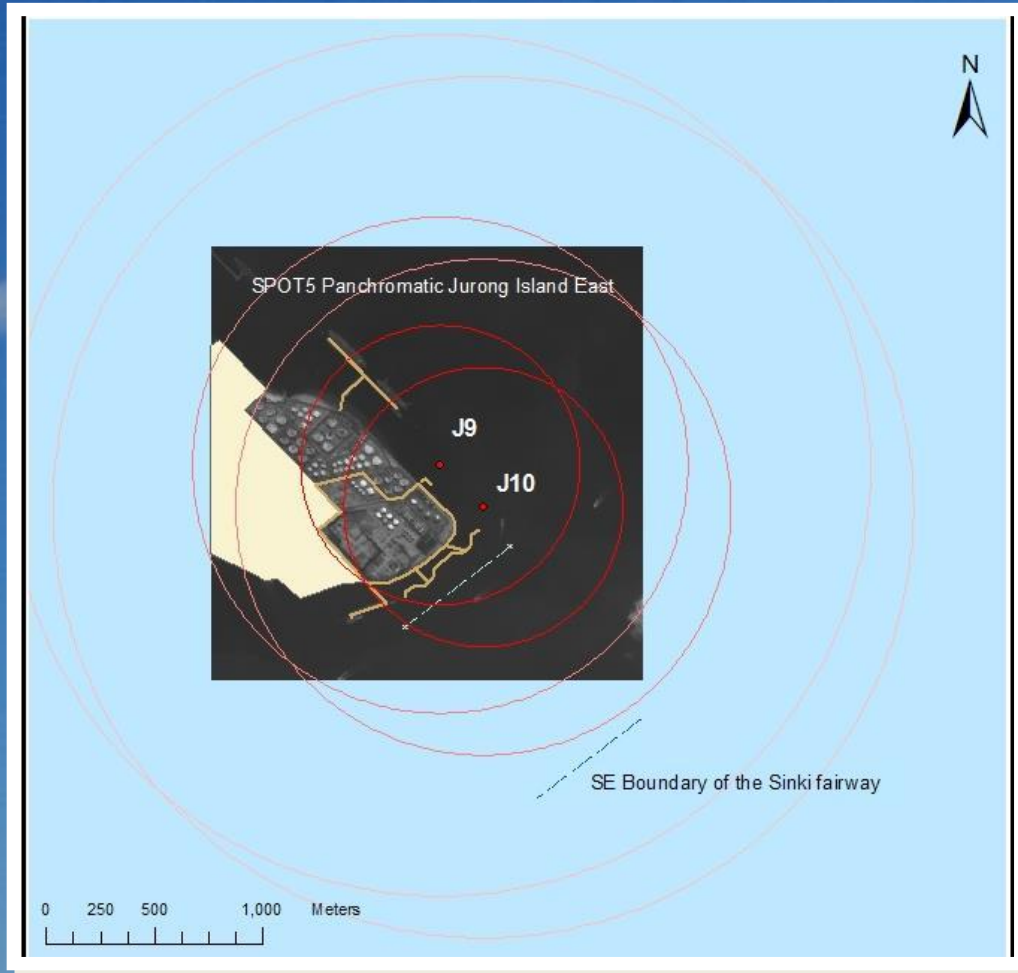 N
SPOT5 Panchromatic Jurong Island East
J9
J10
SE Boundary of the Sinki fairway
0 250 500 1,000 Meters